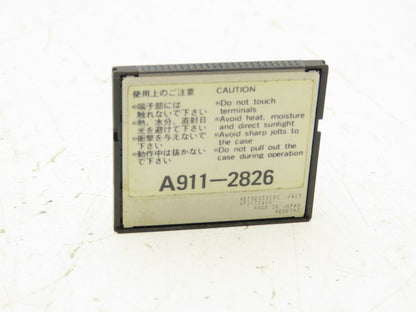 使用上のご注意
※端子部には
触れないで下さい
※熱、水分、直射日
光を避けて下さい
※衝撃を与えないで
下さい
※動作中は抜かない
で下さい
CAUTION
※Do not touch
terminals
※Avoid heat, moisture
and direct sunlight
※Avoid sharp jolts to
the case
※Do not pull out the
case during operation
A911-2826
MADE IN JAPAN